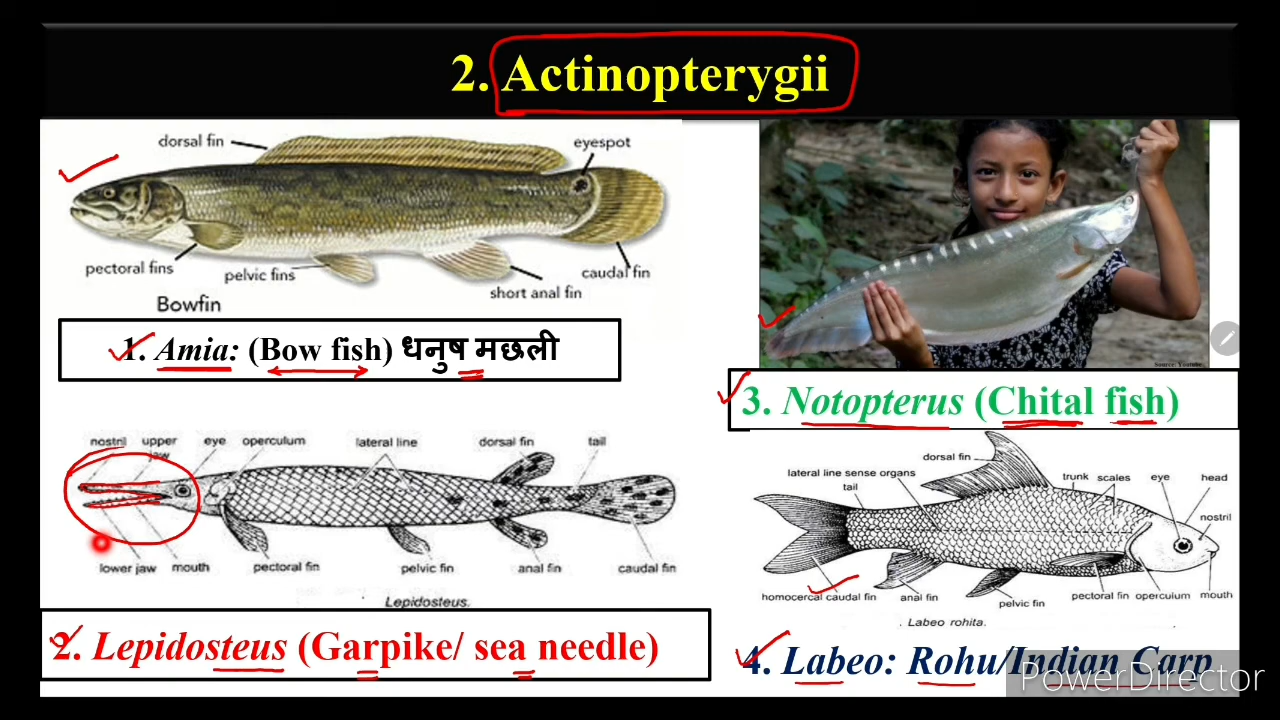 2. Actinopterygii
dorsal fin
eyespot
pectoral fins
pelvic fins
short anal fin
caudal fin
Bowfin
1. Amia: (Bow fish) धनुष मछली
Source: Youtube
3. Notopterus (Chital fish)
nostril upper jaw eye operculum lateral line dorsal fin tail
lower jaw mouth pectoral fin pelvic fin anal fin caudal fin
Lepidosteus.
2. Lepidosteus (Garpike/ sea needle)
dorsal fin
lateral line sense organs
tail
trunk scales eye head
nostril
homocercal caudal fin anal fin pelvic fin pectoral fin operculum mouth
Labeo rohita.
4. Labeo: Rohu/Indian Carp
PowerDirector